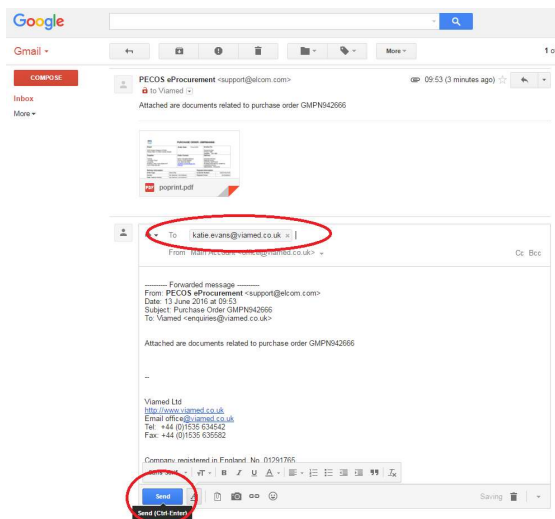 Google
Gmail
More
1 o
COMPOSE
Inbox
More
PECOS eProcurement <support@elcom.com>
09:53 (3 minutes ago)
to Viamed
Attached are documents related to purchase order GMPN942666
PDF poprint.pdf
To katie.evans@viamed.co.uk ×
From Main Account <office@viamed.co.uk>
Cc Bcc
---------- Forwarded message ----------
From: PECOS eProcurement <support@elcom.com>
Date: 13 June 2016 at 09:53
Subject: Purchase Order GMPN942666
To: Viamed <enquiries@viamed.co.uk>
Attached are documents related to purchase order GMPN942666
--
Viamed Ltd
http://www.viamed.co.uk
Email office@viamed.co.uk
Tel: +44 (0)1535 634542
Fax: +44 (0)1535 635582
Company registered in England. No. 01291765
Sans Serif
Send
Saving
Send (Ctrl-Enter)